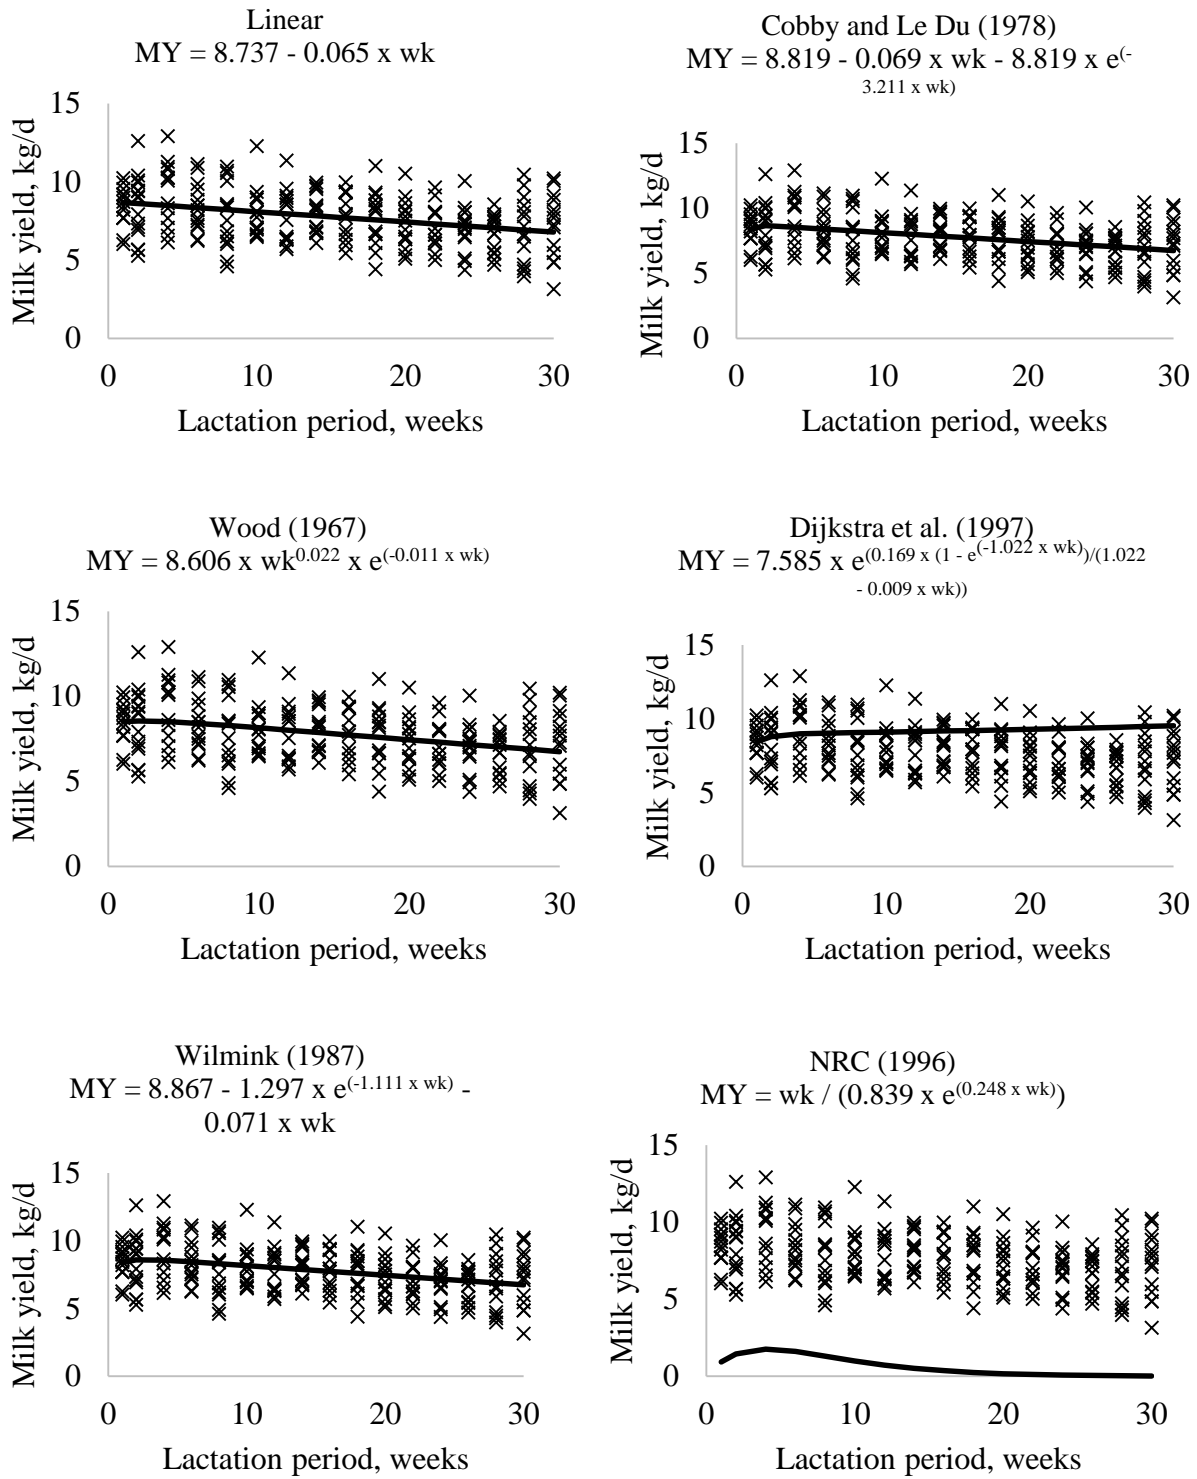 Linear
MY = 8.737 - 0.065 x wk
15
10
5
0
0 10 20 30
Milk yield, kg/d
Lactation period, weeks
Cobby and Le Du (1978)
MY = 8.819 - 0.069 x wk - 8.819 x e(-
3.211 x wk)
15
10
5
0
0 10 20 30
Milk yield, kg/d
Lactation period, weeks
Wood (1967)
MY = 8.606 x wk0.022 x e(-0.011 x wk)
15
10
5
0
0 10 20 30
Milk yield, kg/d
Lactation period, weeks
Dijkstra et al. (1997)
MY = 7.585 x e(0.169 x (1 - e(-1.022 x wk))/(1.022
- 0.009 x wk))
15
10
5
0
0 10 20 30
Milk yield, kg/d
Lactation period, weeks
Wilmink (1987)
MY = 8.867 - 1.297 x e(-1.111 x wk) -
0.071 x wk
15
10
5
0
0 10 20 30
Milk yield, kg/d
Lactation period, weeks
NRC (1996)
MY = wk / (0.839 x e(0.248 x wk))
15
10
5
0
0 10 20 30
Milk yield, kg/d
Lactation period, weeks